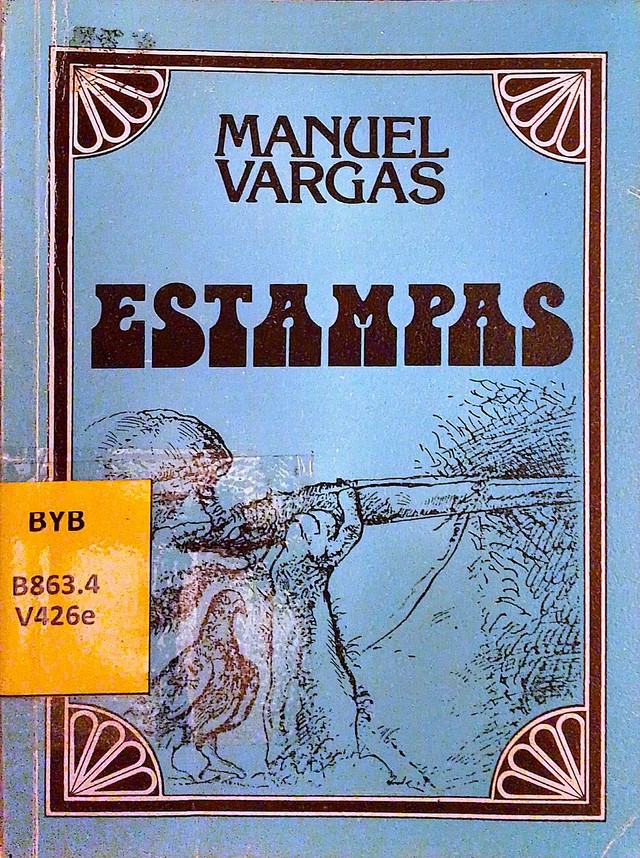 MANUEL
VARGAS
ESTAMPAS
BYB
B863.4
V426e